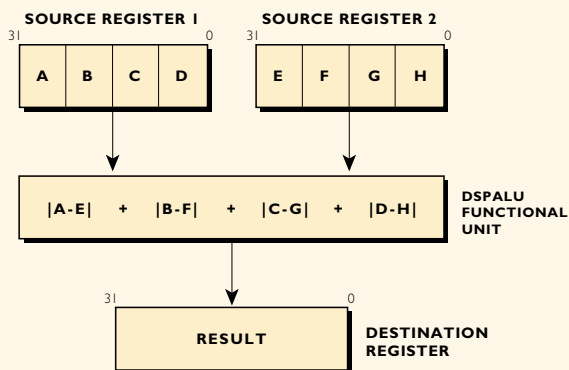 SOURCE REGISTER 1
SOURCE REGISTER 2
31
0
31
0
A
B
C
D
E
F
G
H
|A-E| + |B-F| + |C-G| + |D-H|
DSPALU
FUNCTIONAL
UNIT
31
0
RESULT
DESTINATION
REGISTER